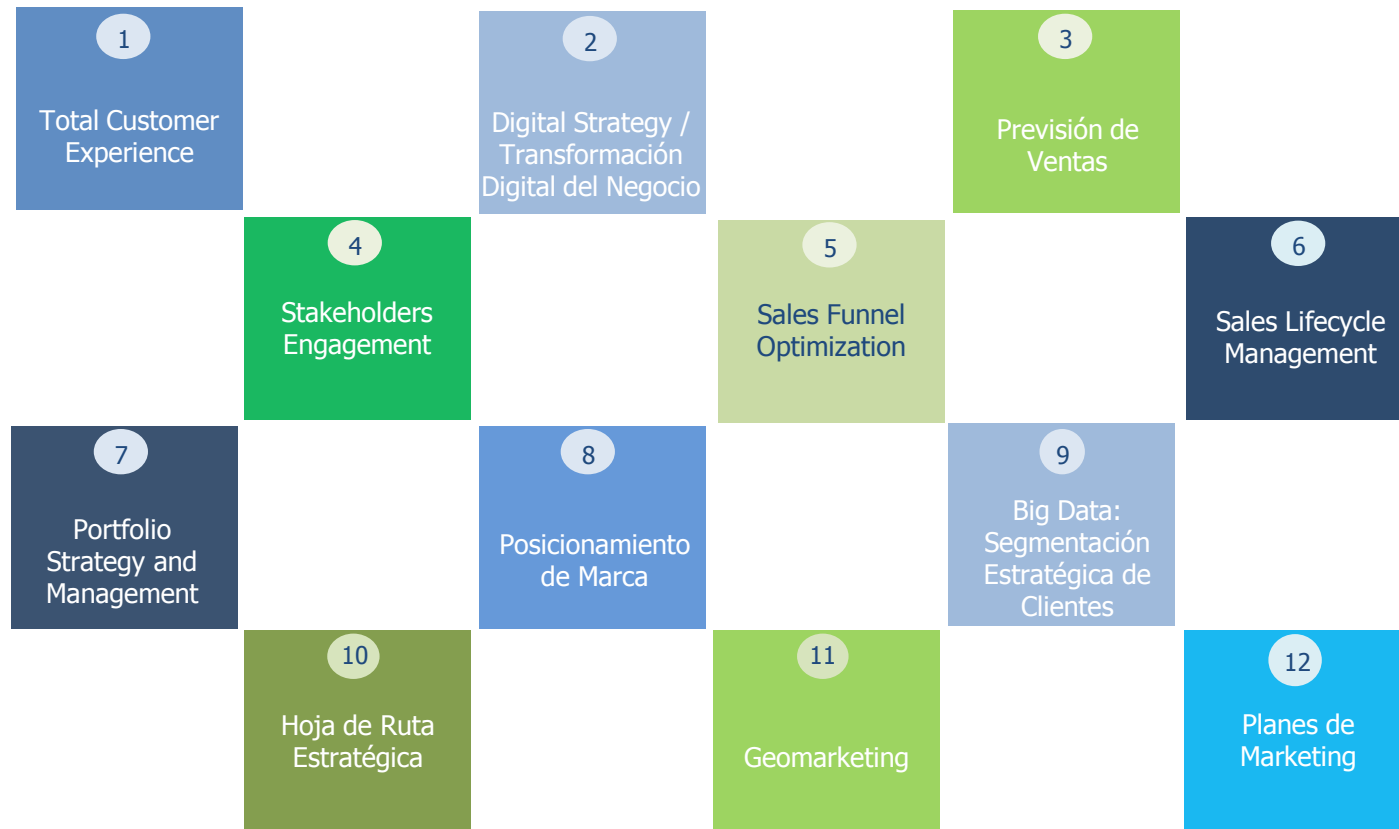 1
Total Customer
Experience
2
Digital Strategy /
Transformación
Digital del Negocio
3
Previsión de
Ventas
4
Stakeholders
Engagement
5
Sales Funnel
Optimization
6
Sales Lifecycle
Management
7
Portfolio
Strategy and
Management
8
Posicionamiento
de Marca
9
Big Data:
Segmentación
Estratégica de
Clientes
10
Hoja de Ruta
Estratégica
11
Geomarketing
12
Planes de
Marketing